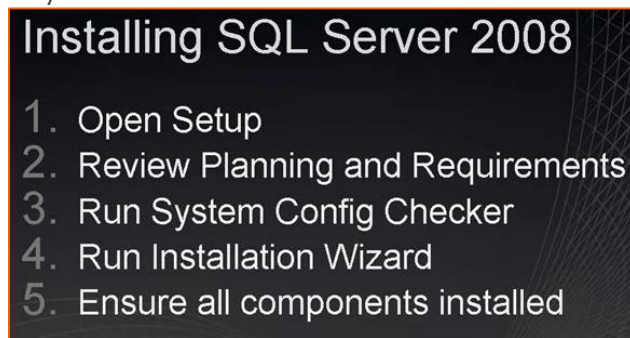 Installing SQL Server 2008
1. Open Setup
2. Review Planning and Requirements
3. Run System Config Checker
4. Run Installation Wizard
5. Ensure all components installed